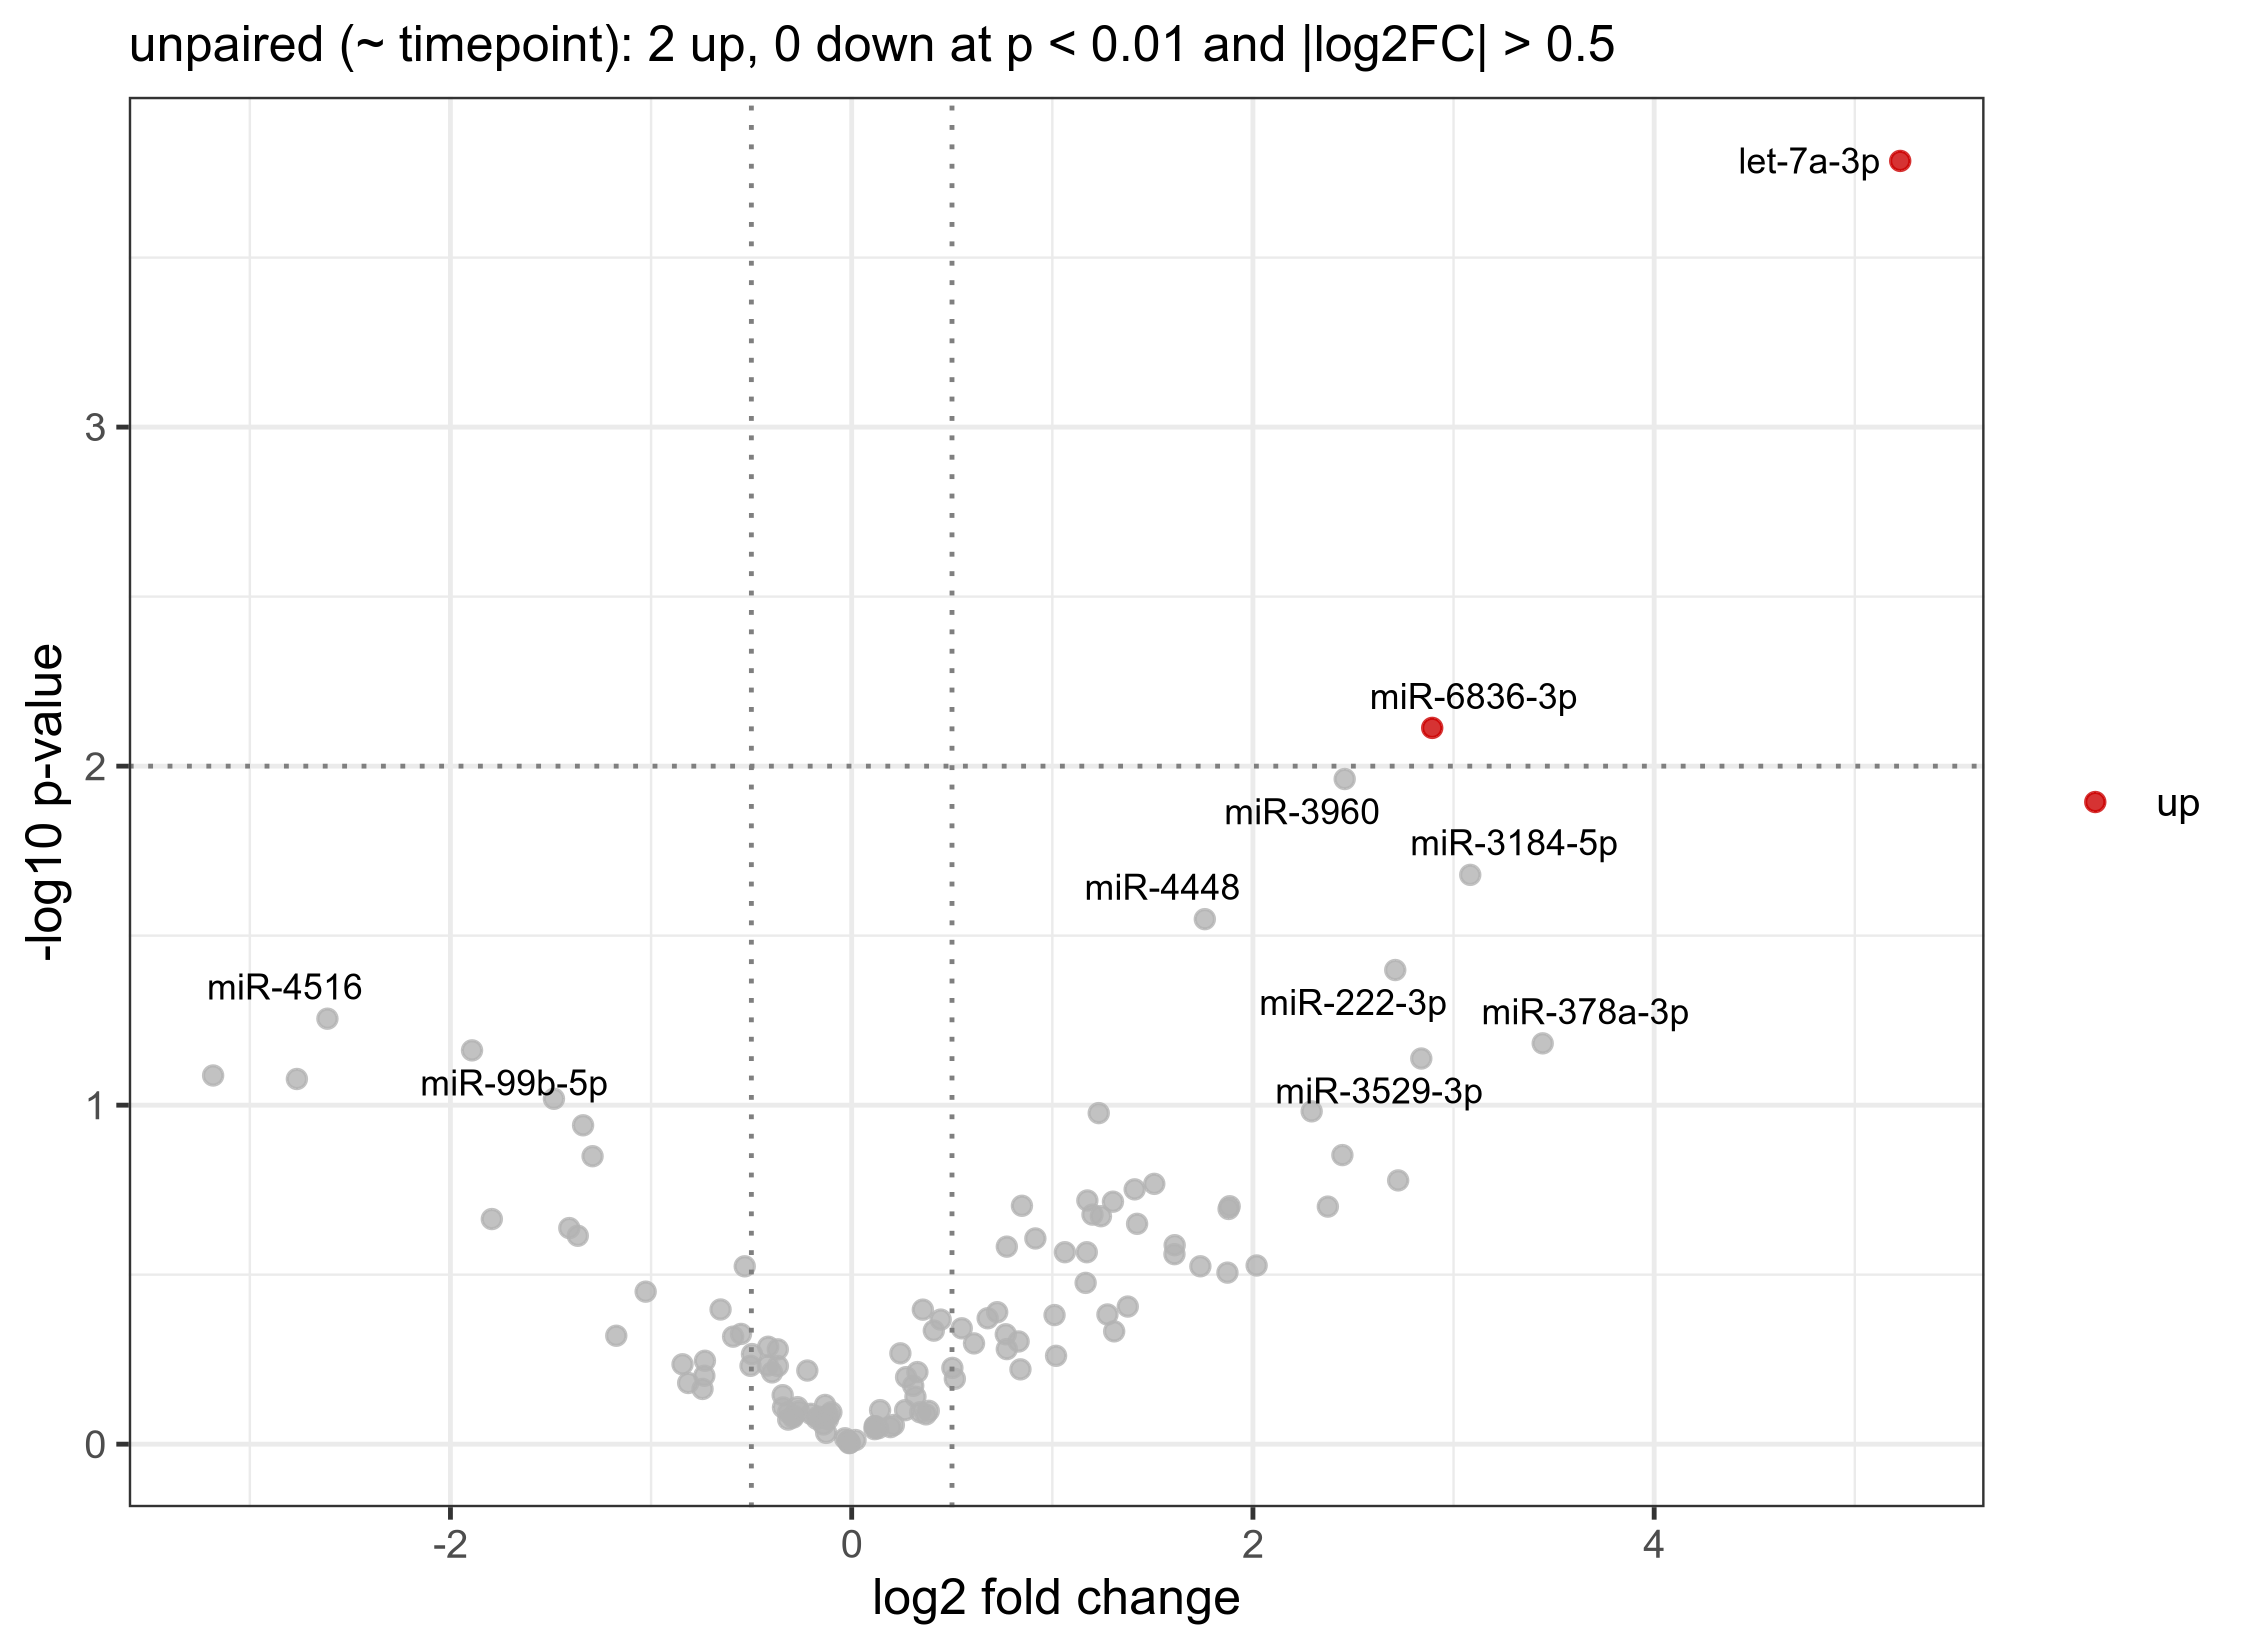 unpaired (~ timepoint): 2 up, 0 down at p < 0.01 and |log2FC| > 0.5
let-7a-3p
3
miR-6836-3p
2
miR-3960
up
miR-3184-5p
miR-4448
-log10 p-value
miR-4516
miR-222-3p
miR-378a-3p
miR-99b-5p
miR-3529-3p
1
0
-2
0
2
4
log2 fold change